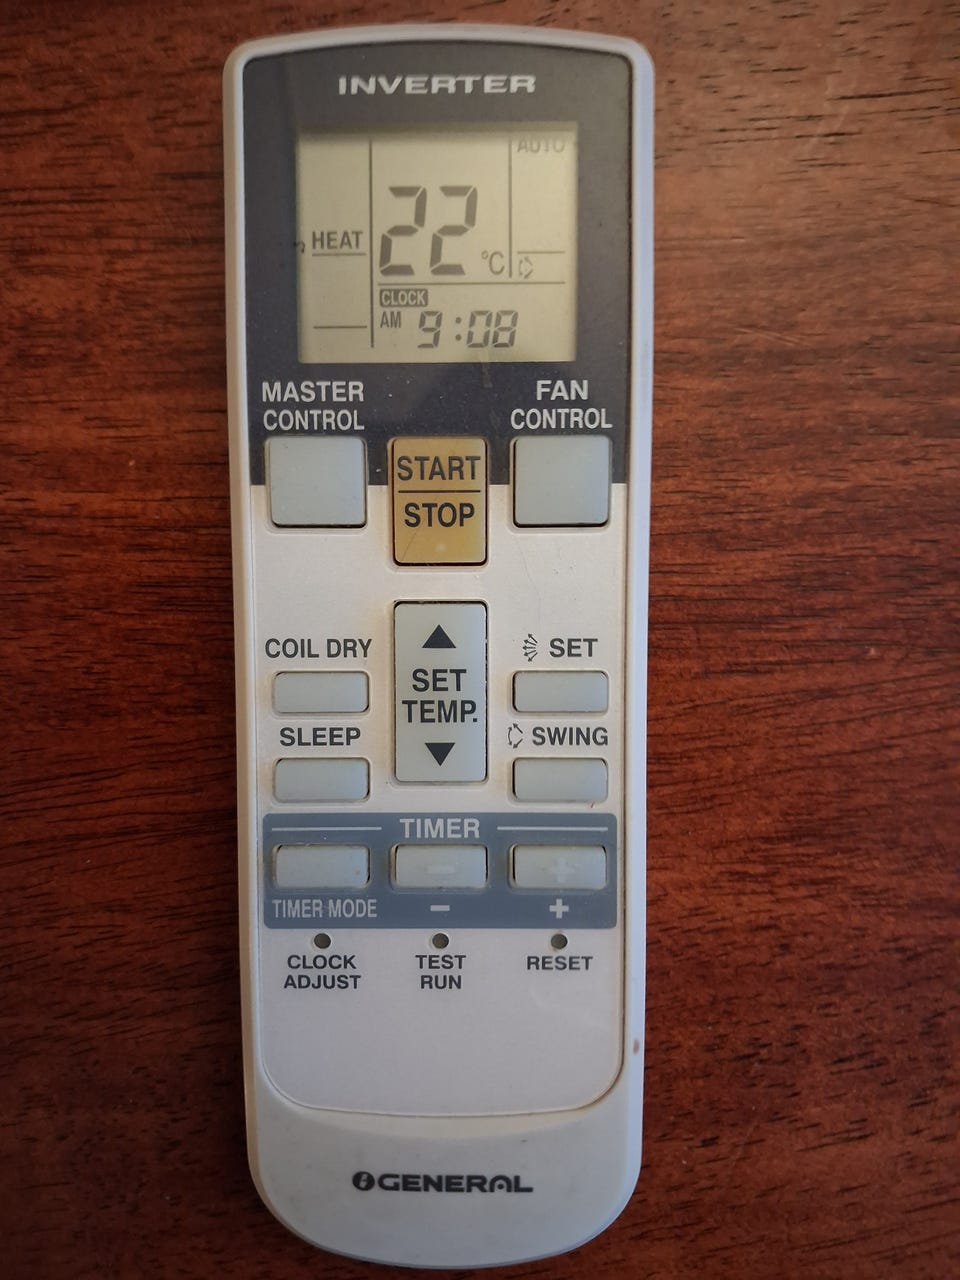 INVERTER
AUTO
HEAT
22 °C
CLOCK
AM 9:08
MASTER CONTROL
FAN CONTROL
START
STOP
COIL DRY
SET TEMP.
SET
SLEEP
SWING
TIMER
TIMER MODE
-
+
CLOCK ADJUST
TEST RUN
RESET
GENERAL